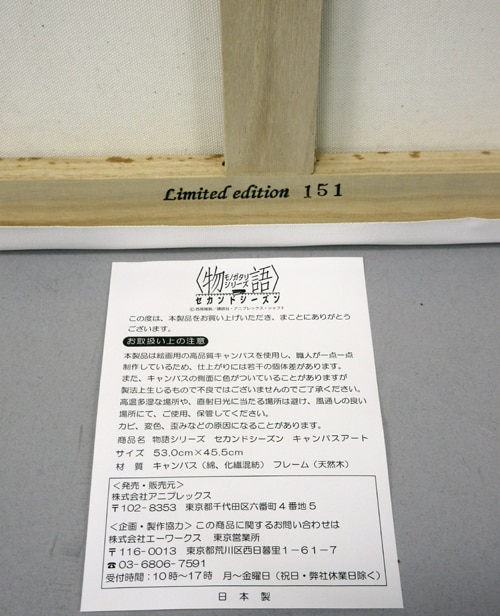 Limited edition 151
〈物 モノガタリ シリーズ 語〉
セカンドシーズン
©西尾維新／講談社・アニプレックス・シャフト
この度は、本製品をお買い上げいただき、まことにありがとう
ございます。
お取扱い上の注意
本製品は絵画用の高品質キャンバスを使用し、職人が一点一点
制作しているため、仕上がりには若干の個体差があります。
また、キャンバスの側面に色がついていることがありますが
製法上生じるもので不良ではございませんのでご了承ください。
高温多湿な場所や、直射日光に当たる場所は避け、風通しの良い
場所にて、ご使用、保管してください。
カビ、変色、歪みなどの原因になることがあります。
商品名 物語シリーズ セカンドシーズン キャンバスアート
サイズ 53.0cm×45.5cm
材 質 キャンバス（綿、化繊混紡） フレーム（天然木）
＜発売・販売元＞
株式会社アニプレックス
〒102-8353 東京都千代田区六番町4番地5
＜企画・製作協力＞この商品に関するお問い合わせは
株式会社エーワークス 東京営業所
〒116-0013 東京都荒川区西日暮里1-61-7
☎03-6806-7591
受付時間：10時～17時 月～金曜日（祝日・弊社休業日除く）
日本製